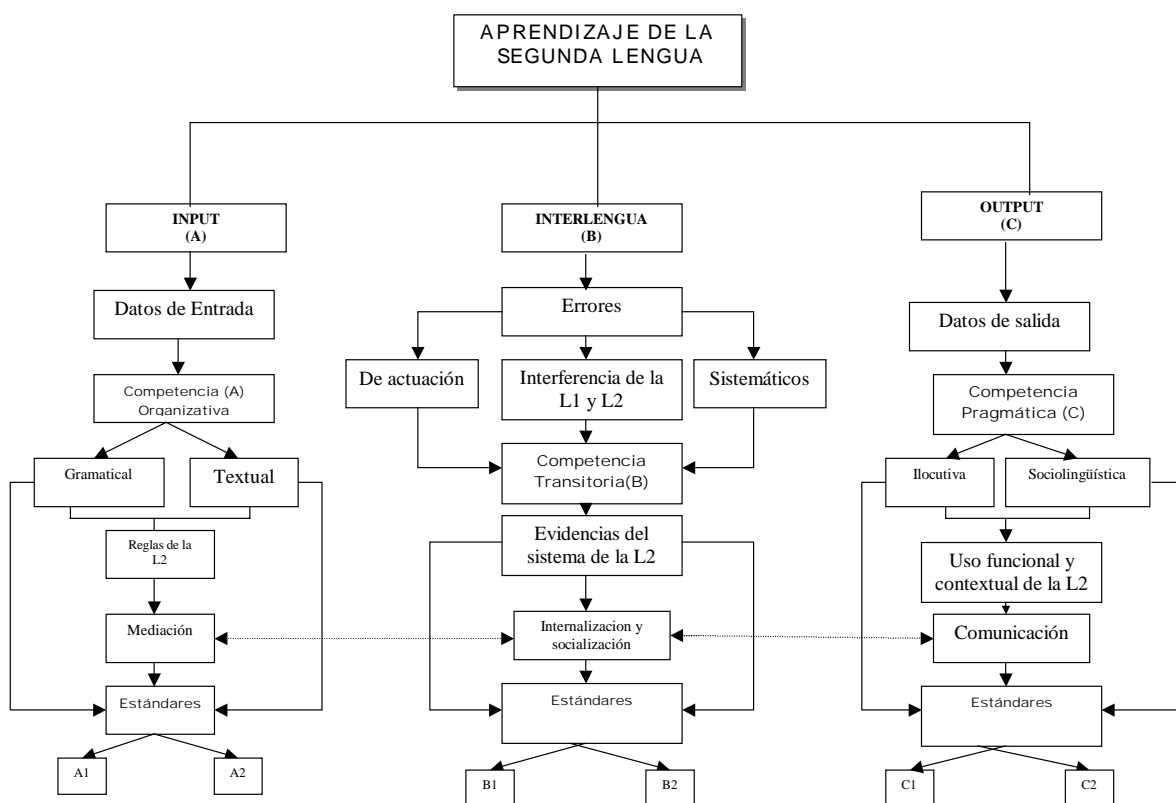 APRENDIZAJE DE LA
SEGUNDA LENGUA
INPUT
(A)
INTERLENGUA
(B)
OUTPUT
(C)
Datos de Entrada
Errores
Datos de salida
De actuación
Interferencia de la
L1 y L2
Sistemáticos
Competencia (A)
Organizativa
Competencia
Pragmática (C)
Gramatical
Textual
Competencia
Transitoria(B)
Ilocutiva
Sociolingüística
Reglas de la
L2
Evidencias del
sistema de la L2
Uso funcional y
contextual de la L2
Mediación
Internalizacion y
socialización
Comunicación
Estándares
Estándares
Estándares
A1
A2
B1
B2
C1
C2